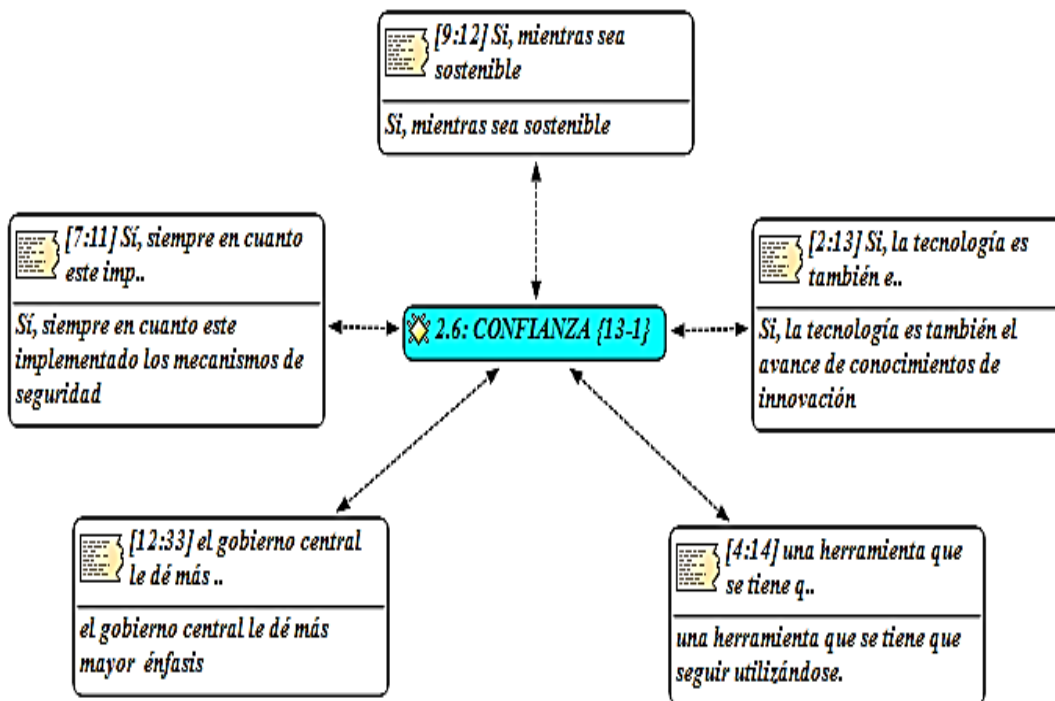 [9:12] Si, mientras sea
sostenible
Si, mientras sea sostenible
[7:11] Sí, siempre en cuanto
este imp..
Sí, siempre en cuanto este
implementado los mecanismos de
seguridad
[2:13] Si, la tecnología es
también e..
Si, la tecnología es también el
avance de conocimientos de
innovación
2.6: CONFIANZA {13-1}
[12:33] el gobierno central
le dé más ..
el gobierno central le dé más
mayor énfasis
[4:14] una herramienta que
se tiene q..
una herramienta que se tiene que
seguir utilizándose.